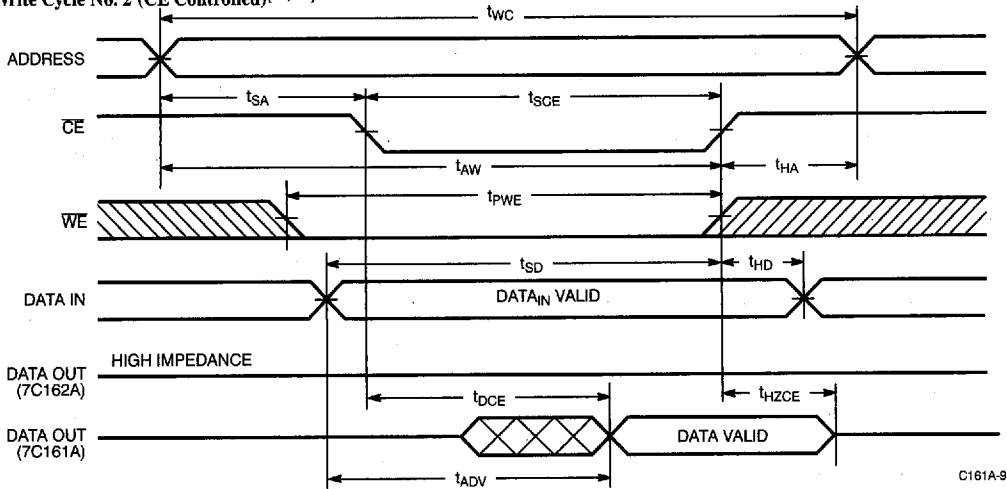 Write Cycle No. 2 (CE Controlled)
tWC
ADDRESS
tSA
tSCE
CE
tAW
tHA
tPWE
WE
tSD
tHD
DATA IN
DATAIN VALID
HIGH IMPEDANCE
DATA OUT
(7C162A)
tDCE
tHZCE
DATA OUT
(7C161A)
DATA VALID
tADV
C161A-9